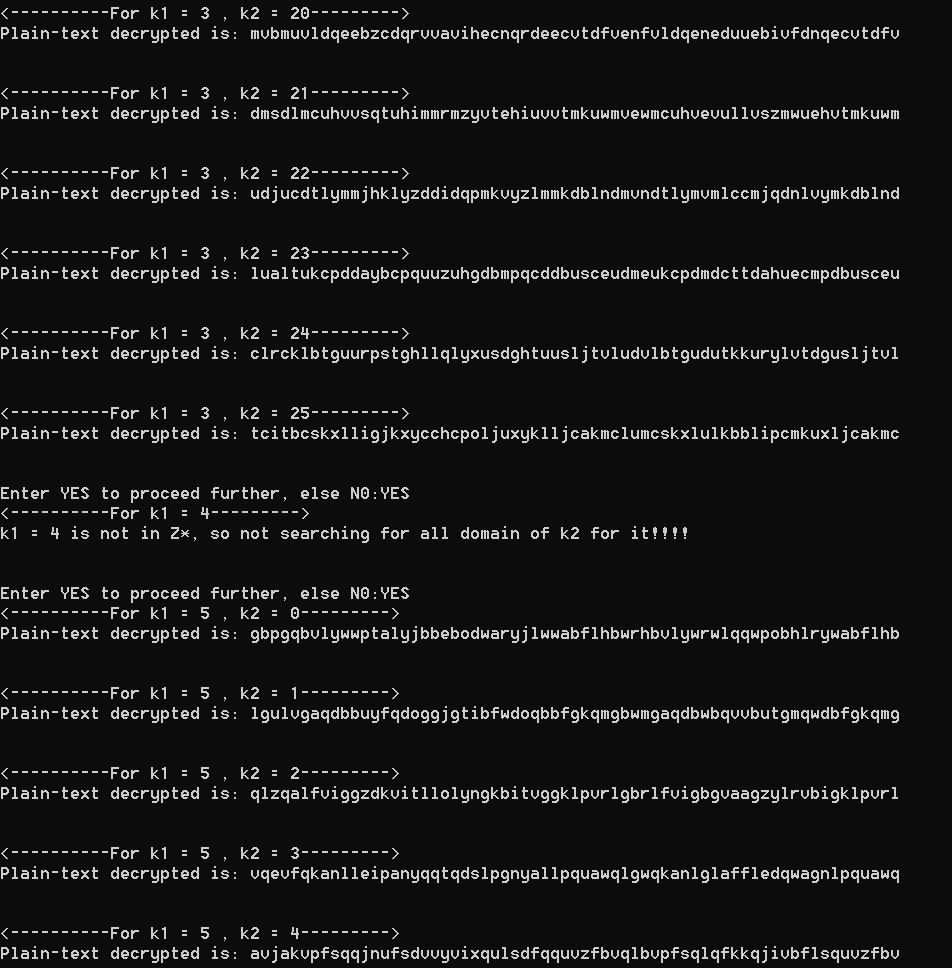 <----------For k1 = 3 , k2 = 20--------->
Plain-text decrypted is: mvbmuvldqeebzcdqrvvavihecnqrdeecvtdfvenfvldqeneduuebivfdnqecvtdfv
<----------For k1 = 3 , k2 = 21--------->
Plain-text decrypted is: dmsdlmcuhvvsqtuhimmrmzyvtehiuvvtmkuwmvewmcuhvevullvszmwuehvtmkuwm
<----------For k1 = 3 , k2 = 22--------->
Plain-text decrypted is: udjucdtlymmjhklyzddidqpmkvyzlmmkdblndmvndtlymvmlccmjqdnlvymkdblnd
<----------For k1 = 3 , k2 = 23--------->
Plain-text decrypted is: lualtukcpddaybcpquuzuhgdbmpqcddbusceudmeukcpdmdcttdahuecmpdbusceu
<----------For k1 = 3 , k2 = 24--------->
Plain-text decrypted is: clrcklbtguurpstghllqlyxusdghtuusljtvludvlbtgudutkkurylvtdgusljtvl
<----------For k1 = 3 , k2 = 25--------->
Plain-text decrypted is: tcitbcskxlligjkxycchcpoljuxyklljcakmclumcskxlulkbblipcmkuxljcakmc
Enter YES to proceed further, else NO:YES
<----------For k1 = 4--------->
k1 = 4 is not in Z*, so not searching for all domain of k2 for it!!!!
Enter YES to proceed further, else NO:YES
<----------For k1 = 5 , k2 = 0--------->
Plain-text decrypted is: gbpgqbvlywwptalyjbbebodwaryjlwwabflhbwrhbvlywrwlqqwpobhlrywabflhb
<----------For k1 = 5 , k2 = 1--------->
Plain-text decrypted is: lgulvgaqdbbuyfqdoggjgtibfwdoqbbfgkqmgbwmgaqdbwbqvvbutgmqwdbfgkqmg
<----------For k1 = 5 , k2 = 2--------->
Plain-text decrypted is: qlzqalfviggzdkvitllolyngkbitvggklpvrlgbrlfvigbgvaagzylrvbigklpvrl
<----------For k1 = 5 , k2 = 3--------->
Plain-text decrypted is: vqevfqkanlleipanyqqtqdslpgnyallpquawqlgwqkanlglaffledqwagnlpquawq
<----------For k1 = 5 , k2 = 4--------->
Plain-text decrypted is: avjakvpfsqqjnufsdvvyvixqulsdfqquvzfbvqlbvpfsqlqfkkqjivbflsquvzfbv